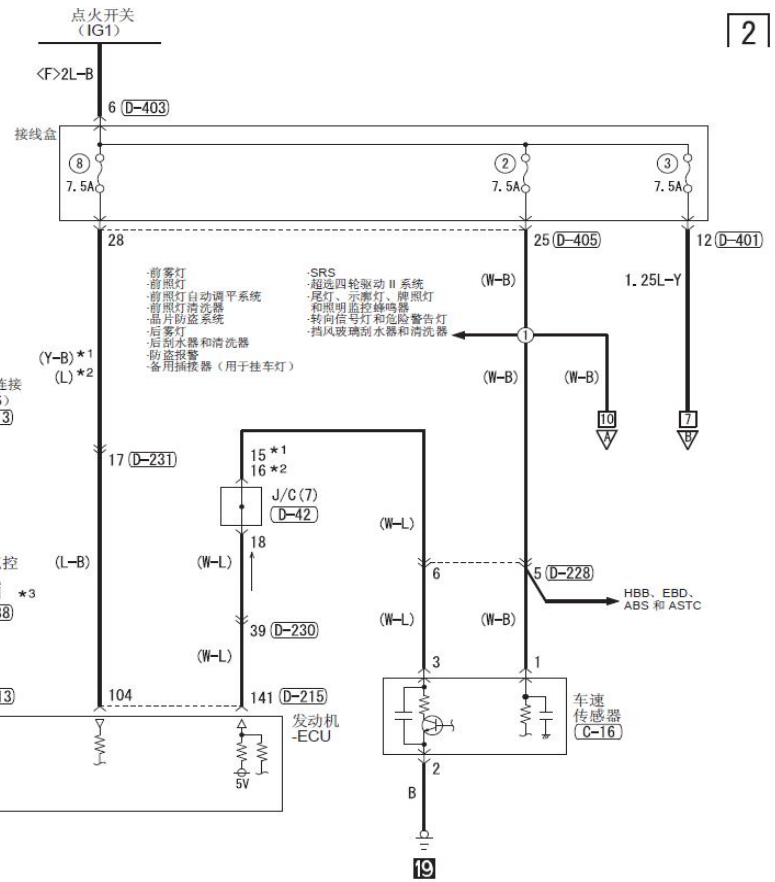 点火开关
（IG1）
2
<F>2L-B
6 D-403
接线盒
8
7.5A
2
7.5A
3
7.5A
28
25 D-405
12 D-401
·前雾灯
·前照灯
·前照灯自动调平系统
·前照灯清洗器
·晶片防盗系统
·后雾灯
·后刮水器和清洗器
·防盗报警
·备用插接器（用于挂车灯）
·SRS
·超选四轮驱动 II 系统
·尾灯、示廓灯、牌照灯
和照明监控蜂鸣器
·转向信号灯和危险警告灯
·挡风玻璃刮水器和清洗器
(W-B)
1.25L-Y
1
(Y-B)*1
(L)*2
(W-B)
(W-B)
连接
3
10
A
7
B
17 D-231
15 *1
16 *2
J/C(7)
D-42
18
(W-L)
(L-B)
(W-L)
控
*3
6
5 D-228
HBB、EBD、
ABS 和 ASTC
39 D-230
(W-L)
(W-B)
(W-L)
3
1
13
104
141 D-215
发动机
-ECU
5V
车速
传感器
C-16
2
B
19